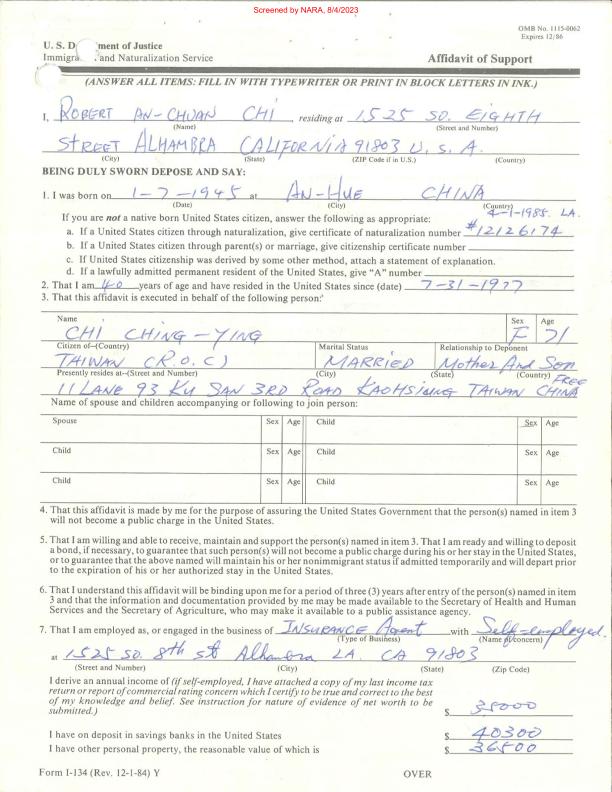 Screened by NARA, 8/4/2023
OMB No. 1115-0062
Expires 12/86
U. S. D ment of Justice
Immigra and Naturalization Service
Affidavit of Support
(ANSWER ALL ITEMS: FILL IN WITH TYPEWRITER OR PRINT IN BLOCK LETTERS IN INK.)
I, ROBERT AN-CHUAN CHI residing at 1525 SO. EIGHTH
(Name) (Street and Number)
STREET ALHAMBRA CALIFORNIA 91803 U. S. A.
(City) (State) (ZIP Code if in U.S.) (Country)
BEING DULY SWORN DEPOSE AND SAY:
1. I was born on 1-7-1945 at AN-HUE CHINA
(Date) (City) (Country)
4-1-1985. LA.
If you are not a native born United States citizen, answer the following as appropriate:
a. If a United States citizen through naturalization, give certificate of naturalization number #12126174
b. If a United States citizen through parent(s) or marriage, give citizenship certificate number
c. If United States citizenship was derived by some other method, attach a statement of explanation.
d. If a lawfully admitted permanent resident of the United States, give "A" number
2. That I am 40 years of age and have resided in the United States since (date) 7-31-1977
3. That this affidavit is executed in behalf of the following person:
Name Sex Age
CHI CHING-YING F 71
Citizen of-(Country) Marital Status Relationship to Deponent
TAIWAN (R.O.C) MARRIED Mother And Son
Presently resides at-(Street and Number) (City) (State) (Country) FREE
11 LANE 93 KU SAN 3RD ROAD KAOHSIUNG TAIWAN CHINA
Name of spouse and children accompanying or following to join person:
Spouse Sex Age Child Sex Age
Child Sex Age Child Sex Age
Child Sex Age Child Sex Age
4. That this affidavit is made by me for the purpose of assuring the United States Government that the person(s) named in item 3
will not become a public charge in the United States.
5. That I am willing and able to receive, maintain and support the person(s) named in item 3. That I am ready and willing to deposit
a bond, if necessary, to guarantee that such person(s) will not become a public charge during his or her stay in the United States,
or to guarantee that the above named will maintain his or her nonimmigrant status if admitted temporarily and will depart prior
to the expiration of his or her authorized stay in the United States.
6. That I understand this affidavit will be binding upon me for a period of three (3) years after entry of the person(s) named in item
3 and that the information and documentation provided by me may be made available to the Secretary of Health and Human
Services and the Secretary of Agriculture, who may make it available to a public assistance agency.
7. That I am employed as, or engaged in the business of INSURANCE Agent with Self-employed.
(Type of Business) (Name of concern)
at 1525 SO. 8th St Alhambra LA. CA 91803
(Street and Number) (City) (State) (Zip Code)
I derive an annual income of (if self-employed, I have attached a copy of my last income tax
return or report of commercial rating concern which I certify to be true and correct to the best
of my knowledge and belief. See instruction for nature of evidence of net worth to be
submitted.) $ 35000
I have on deposit in savings banks in the United States $ 40300
I have other personal property, the reasonable value of which is $ 36500
Form I-134 (Rev. 12-1-84) Y OVER